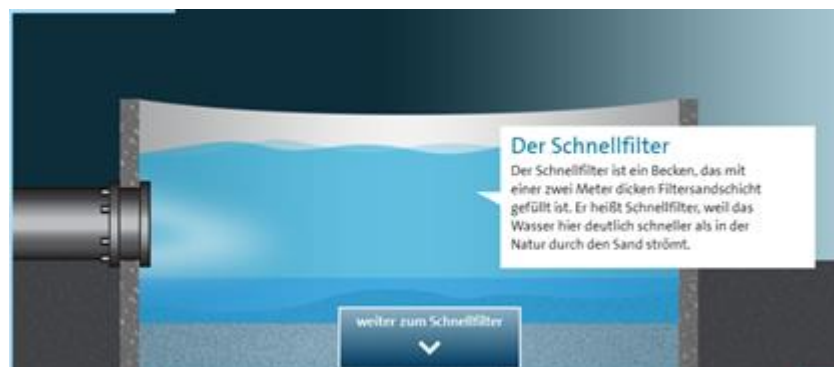 Der Schnellfilter
Der Schnellfilter ist ein Becken, das mit
einer zwei Meter dicken Filtersandschicht
gefüllt ist. Er heißt Schnellfilter, weil das
Wasser hier deutlich schneller als in der
Natur durch den Sand strömt.
weiter zum Schnellfilter